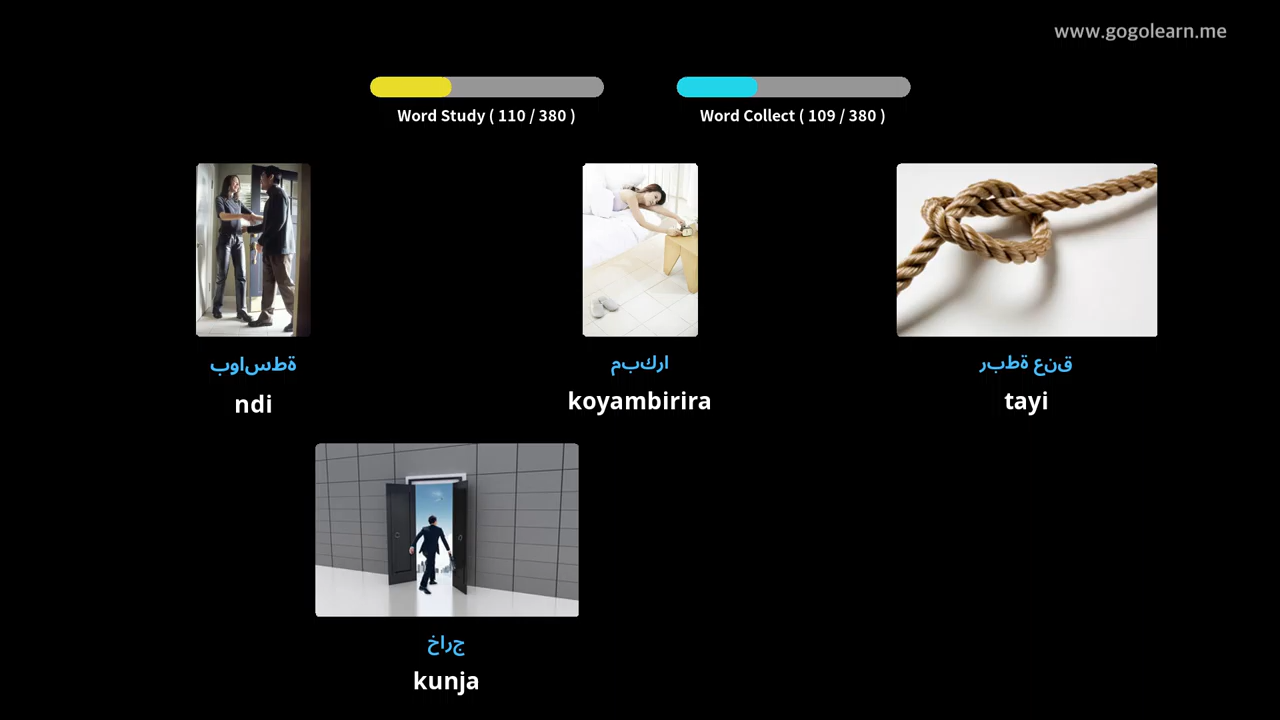 www.gogolearn.me
Word Study ( 110 / 380 )
Word Collect ( 109 / 380 )
ةطساوب
ndi
اركبم
koyambirira
قنع ةطبر
tayi
جراخ
kunja